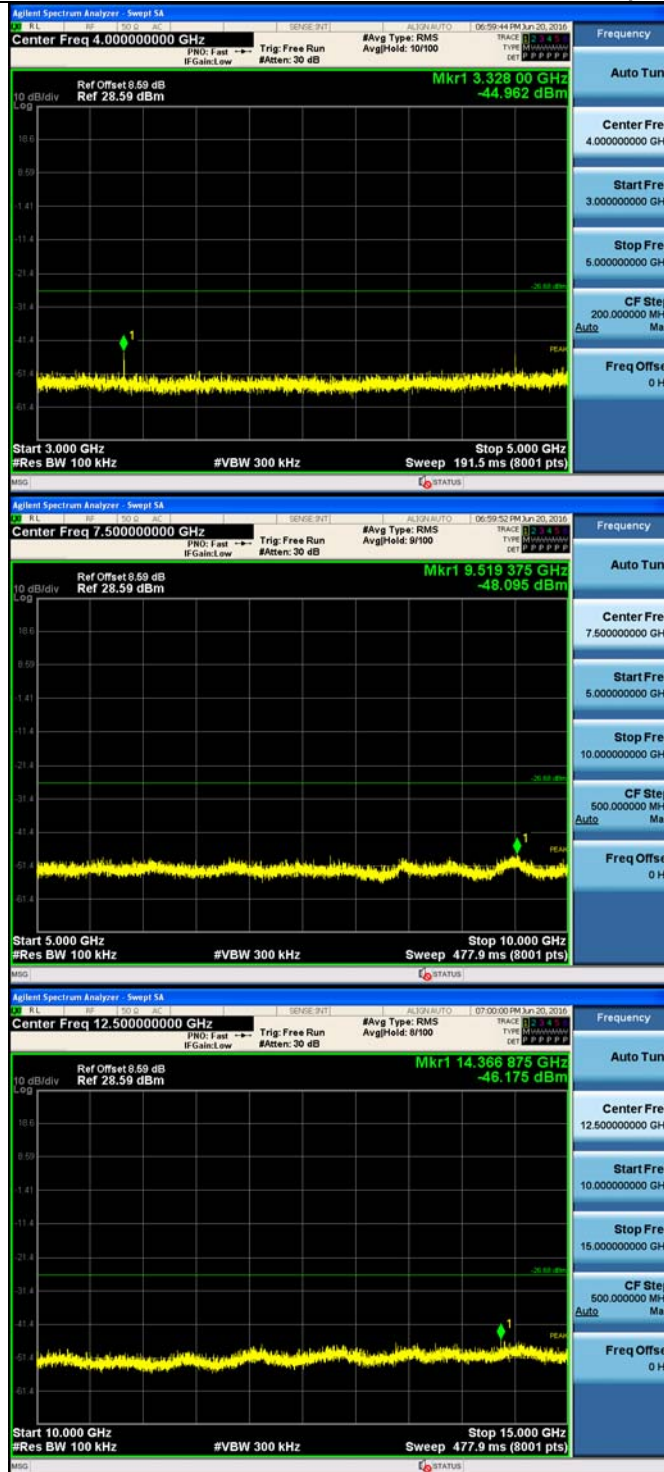 Agilent Spectrum Analyzer - Swept SA
RL RF 50 Ω AC SENSE:INT ALIGN AUTO 06:59:44 PM Jun 20, 2016
Center Freq 4.000000000 GHz
PNO: Fast
IFGain:Low
Trig: Free Run
#Atten: 30 dB
#Avg Type: RMS
Avg|Hold: 10/100
TRACE 1 2 3 4 5 6
TYPE M
DET P P P P P P
Mkr1 3.328 00 GHz
-44.962 dBm
Ref Offset 8.59 dB
Ref 28.59 dBm
10 dB/div
Log
18.6
8.59
-1.41
-11.4
-21.4
-26.68 dBm
-31.4
-41.4
1
PEAK
-51.4
-61.4
Start 3.000 GHz
Stop 5.000 GHz
#Res BW 100 kHz
#VBW 300 kHz
Sweep 191.5 ms (8001 pts)
MSG
STATUS
Frequency
Auto Tun
Center Fre
4.000000000 GH
Start Fre
3.000000000 GH
Stop Fre
5.000000000 GH
CF Ste
200.000000 MH
Auto Ma
Freq Offse
0 H
Agilent Spectrum Analyzer - Swept SA
RL RF 50 Ω AC SENSE:INT ALIGN AUTO 06:59:52 PM Jun 20, 2016
Center Freq 7.500000000 GHz
PNO: Fast
IFGain:Low
Trig: Free Run
#Atten: 30 dB
#Avg Type: RMS
Avg|Hold: 9/100
TRACE 1 2 3 4 5 6
TYPE M
DET P P P P P P
Mkr1 9.519 375 GHz
-48.095 dBm
Ref Offset 8.59 dB
Ref 28.59 dBm
10 dB/div
Log
18.6
8.59
-1.41
-11.4
-21.4
-26.68 dBm
-31.4
-41.4
1
PEAK
-51.4
-61.4
Start 5.000 GHz
Stop 10.000 GHz
#Res BW 100 kHz
#VBW 300 kHz
Sweep 477.9 ms (8001 pts)
MSG
STATUS
Frequency
Auto Tun
Center Fre
7.500000000 GH
Start Fre
5.000000000 GH
Stop Fre
10.000000000 GH
CF Ste
500.000000 MH
Auto Ma
Freq Offse
0 H
Agilent Spectrum Analyzer - Swept SA
RL RF 50 Ω AC SENSE:INT ALIGN AUTO 07:00:00 PM Jun 20, 2016
Center Freq 12.500000000 GHz
PNO: Fast
IFGain:Low
Trig: Free Run
#Atten: 30 dB
#Avg Type: RMS
Avg|Hold: 8/100
TRACE 1 2 3 4 5 6
TYPE M
DET P P P P P P
Mkr1 14.366 875 GHz
-46.175 dBm
Ref Offset 8.59 dB
Ref 28.59 dBm
10 dB/div
Log
18.6
8.59
-1.41
-11.4
-21.4
-26.68 dBm
-31.4
-41.4
1
PEAK
-51.4
-61.4
Start 10.000 GHz
Stop 15.000 GHz
#Res BW 100 kHz
#VBW 300 kHz
Sweep 477.9 ms (8001 pts)
MSG
STATUS
Frequency
Auto Tun
Center Fre
12.500000000 GH
Start Fre
10.000000000 GH
Stop Fre
15.000000000 GH
CF Ste
500.000000 MH
Auto Ma
Freq Offse
0 H